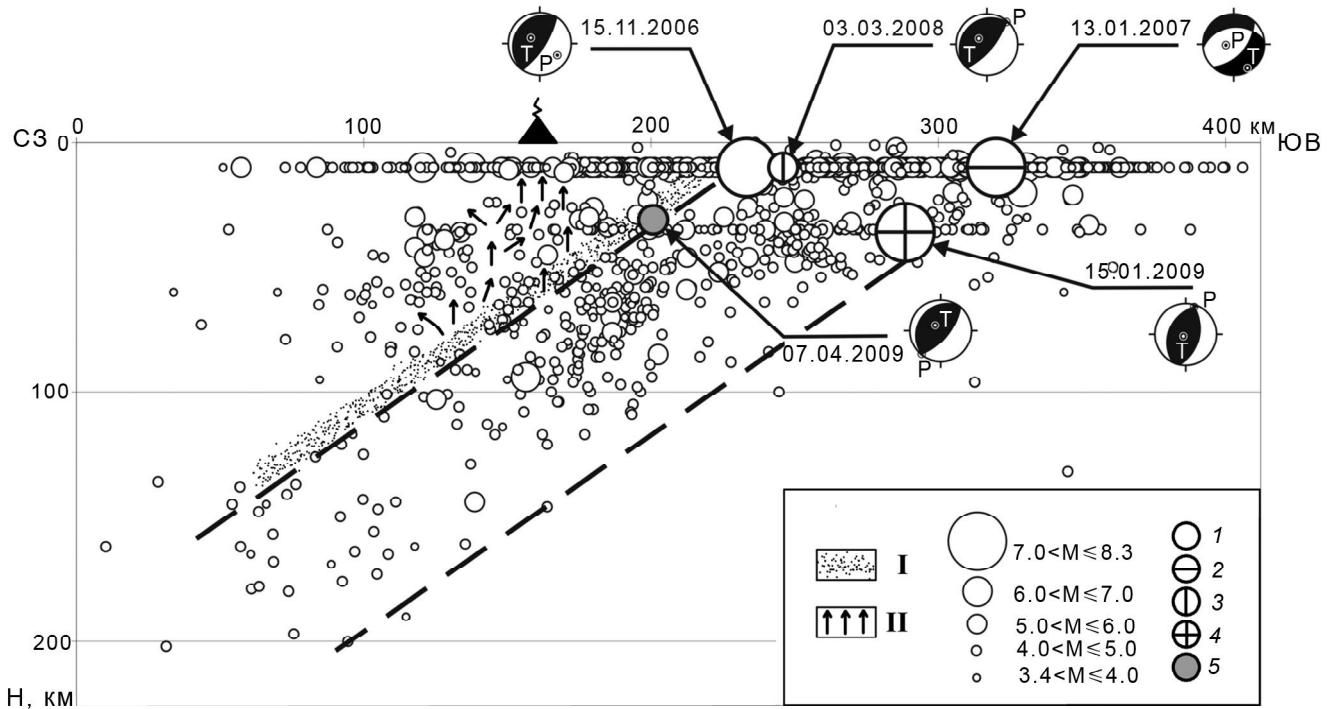 15.11.2006
03.03.2008
13.01.2007
T P
T P
P T
СЗ 0 100 200 300 400 км ЮВ
0
15.01.2009
07.04.2009
T P
P T
100
200
Н, км
I
II
7.0<M≤8.3
6.0<M≤7.0
5.0<M≤6.0
4.0<M≤5.0
3.4<M≤4.0
1
2
3
4
5